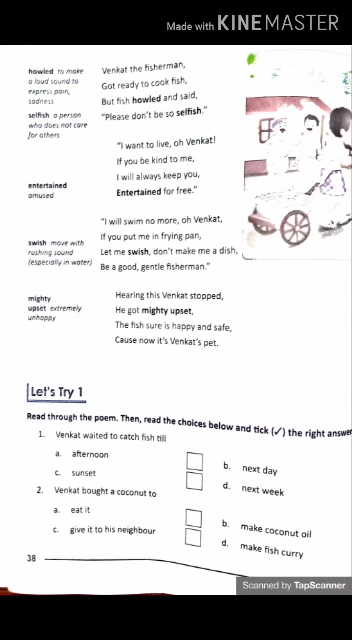 Made with KINEMASTER
howled to make
a loud sound to
express pain,
sadness
selfish a person
who does not care
for others
entertained
amused
swish move with
rushing sound
(especially in water)
mighty
upset extremely
unhappy
Venkat the fisherman,
Got ready to cook fish,
But fish howled and said,
"Please don't be so selfish."
"I want to live, oh Venkat!
If you be kind to me,
I will always keep you,
Entertained for free."
"I will swim no more, oh Venkat,
If you put me in frying pan,
Let me swish, don't make me a dish,
Be a good, gentle fisherman."
Hearing this Venkat stopped,
He got mighty upset,
The fish sure is happy and safe,
Cause now it's Venkat's pet.
Let's Try 1
Read through the poem. Then, read the choices below and tick (✓) the right answer
1. Venkat waited to catch fish till
a. afternoon
b. next day
c. sunset
d. next week
2. Venkat bought a coconut to
a. eat it
b. make coconut oil
c. give it to his neighbour
d. make fish curry
38
Scanned by TapScanner